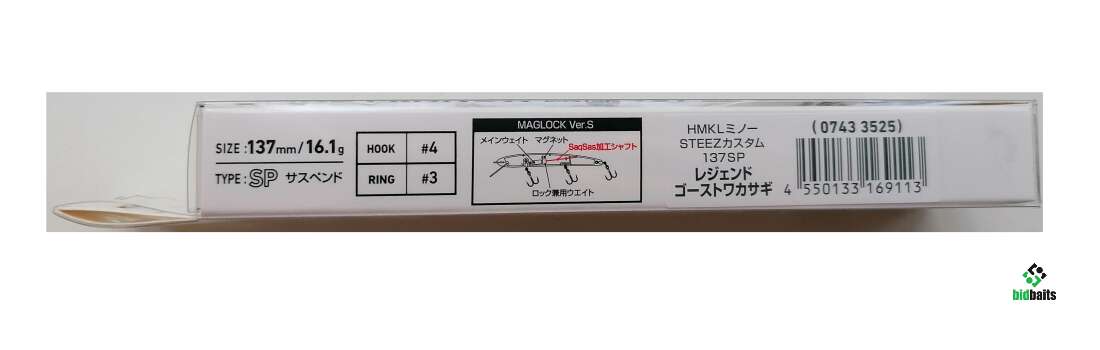 SIZE : 137mm / 16.1g
TYPE : SP サスペンド
HOOK #4
RING #3
MAGLOCK Ver.S
メインウェイト マグネット
SaqSas加工シャフト
ロック兼用ウエイト
HMKLミノー
STEEZカスタム
137SP
レジェンド
ゴーストワカサギ
(0743 3525)
4 550133 169113
bidbaits